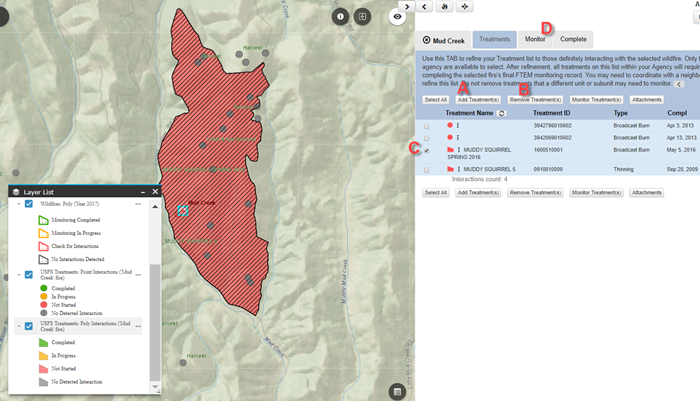 Harvest
Mud Creek
Harvest
Mud Creek
Muddy Mud Creek
Layer List
Wildfires: Poly (Year 2017)
Monitoring Completed
Monitoring In Progress
Check for Interactions
No Interactions Detected
USFS Treatments: Point Interactions ('Mud
Creek' fire)
Completed
In Progress
Not Started
No Detected Interaction
USFS Treatments: Poly Interactions ('Mud
Creek' fire)
Completed
In Progress
Not Started
No Detected Interaction
D
Mud Creek Treatments Monitor Complete
Use this TAB to refine your Treatment list to those definitely interacting with the selected wildfire. Only t
agency are available to select. After refinement, all treatments on this list within your Agency will requir
completing the selected fire's final FTEM monitoring record. You may need to coordinate with a neighb
refine this list. Do not remove treatments that a different unit or subunit may need to monitor.
A B
Select All Add Treatment(s) Remove Treatment(s) Monitor Treatment(s) Attachments
Treatment Name Treatment ID Type Compl
3942796010602 Broadcast Burn Apr 3, 2013
3942069010602 Broadcast Burn Apr 13, 2013
C MUDDY SQUIRREL 1600510001 Broadcast Burn May 5, 2016
SPRING 2016
MUDDY SQUIRREL 5 0910810000 Thinning Sep 28, 2009
Interactions count: 4
Select All Add Treatment(s) Remove Treatment(s) Monitor Treatment(s) Attachments